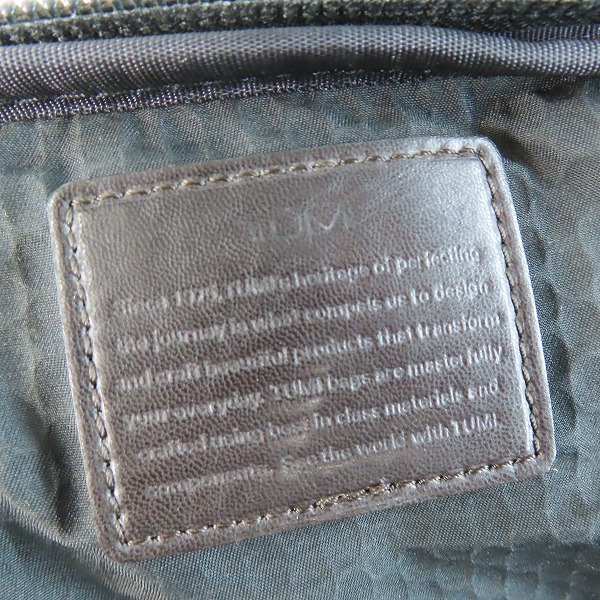 TUMI
Since 1975, TUMI's heritage of perfecting
the journey is what compels us to design
and craft beautiful products that transform
your everyday. TUMI bags are masterfully
crafted using best in class materials and
components. See the world with TUMI.